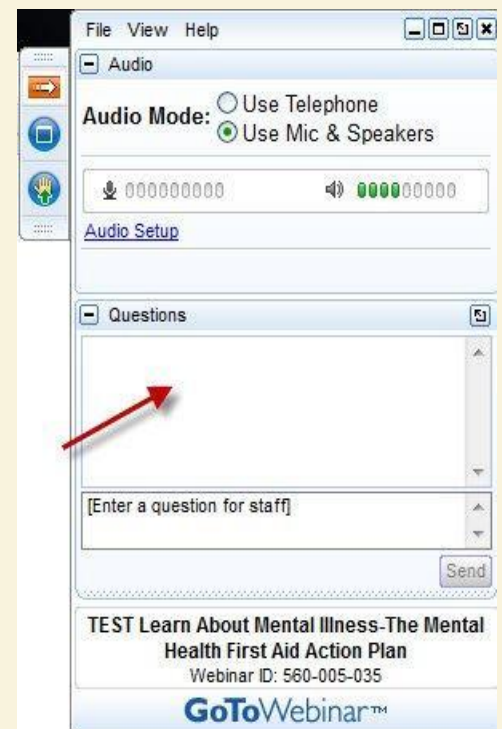 File View Help
Audio
Audio Mode: Use Telephone
Use Mic & Speakers
Audio Setup
Questions
[Enter a question for staff]
Send
TEST Learn About Mental Illness-The Mental
Health First Aid Action Plan
Webinar ID: 560-005-035
GoToWebinar™